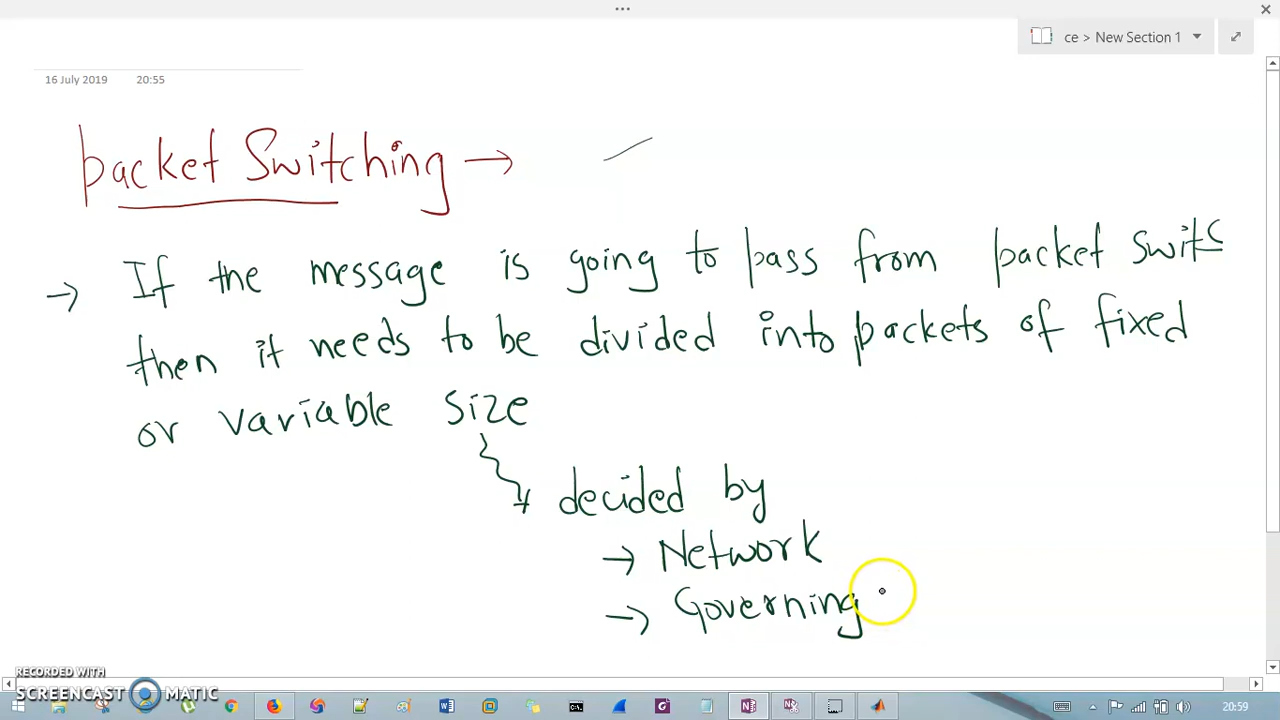 ce > New Section 1
16 July 2019 20:55
packet Switching →
→ If the message is going to pass from packet switc
then it needs to be divided into packets of fixed
or variable size
decided by
→ Network
→ Governing
RECORDED WITH
SCREENCAST MATIC
20:59